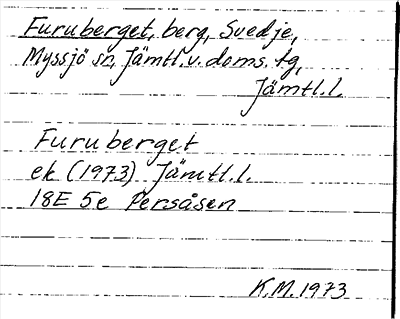 Furuberget, berg, Svedje,
Myssjö sn, Jämtl. v. doms. tg,
Jämtl. l.
Furuberget
ek (1973) Jämtl. l.
18E 5e Persåsen
K.M. 1973